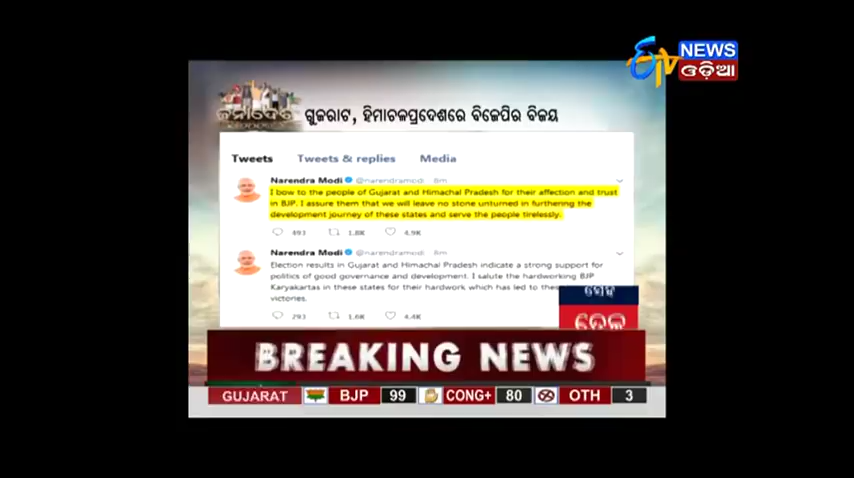 ETV NEWS
ଓଡ଼ିଆ
ଜନାଦେଶ
ଗୁଜରାଟ, ହିମାଚଳପ୍ରଦେଶରେ ବିଜେପିର ବିଜୟ
Tweets Tweets & replies Media
Narendra Modi @narendramodi 8m
I bow to the people of Gujarat and Himachal Pradesh for their affection and trust
in BJP. I assure them that we will leave no stone unturned in furthering the
development journey of these states and serve the people tirelessly.
493 1.8K 4.9K
Narendra Modi @narendramodi 8m
Election results in Gujarat and Himachal Pradesh indicate a strong support for
politics of good governance and development. I salute the hardworking BJP
Karyakartas in these states for their hardwork which has led to these
victories.
293 1.6K 4.4K
BREAKING NEWS
GUJARAT BJP 99 CONG+ 80 OTH 3